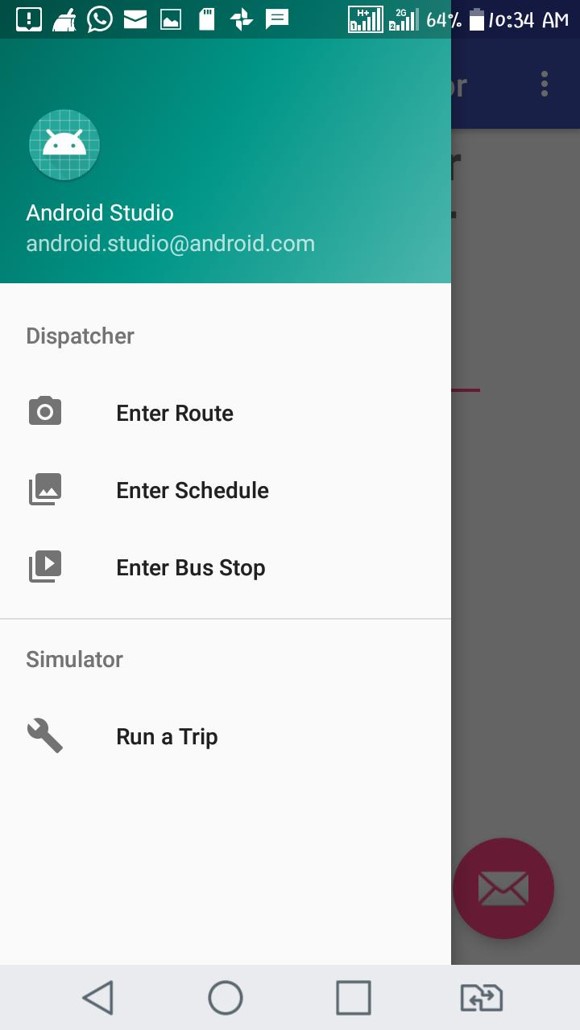 H+ 2G 64% 10:34 AM
or
r
Android Studio
android.studio@android.com
Dispatcher
Enter Route
Enter Schedule
Enter Bus Stop
Simulator
Run a Trip